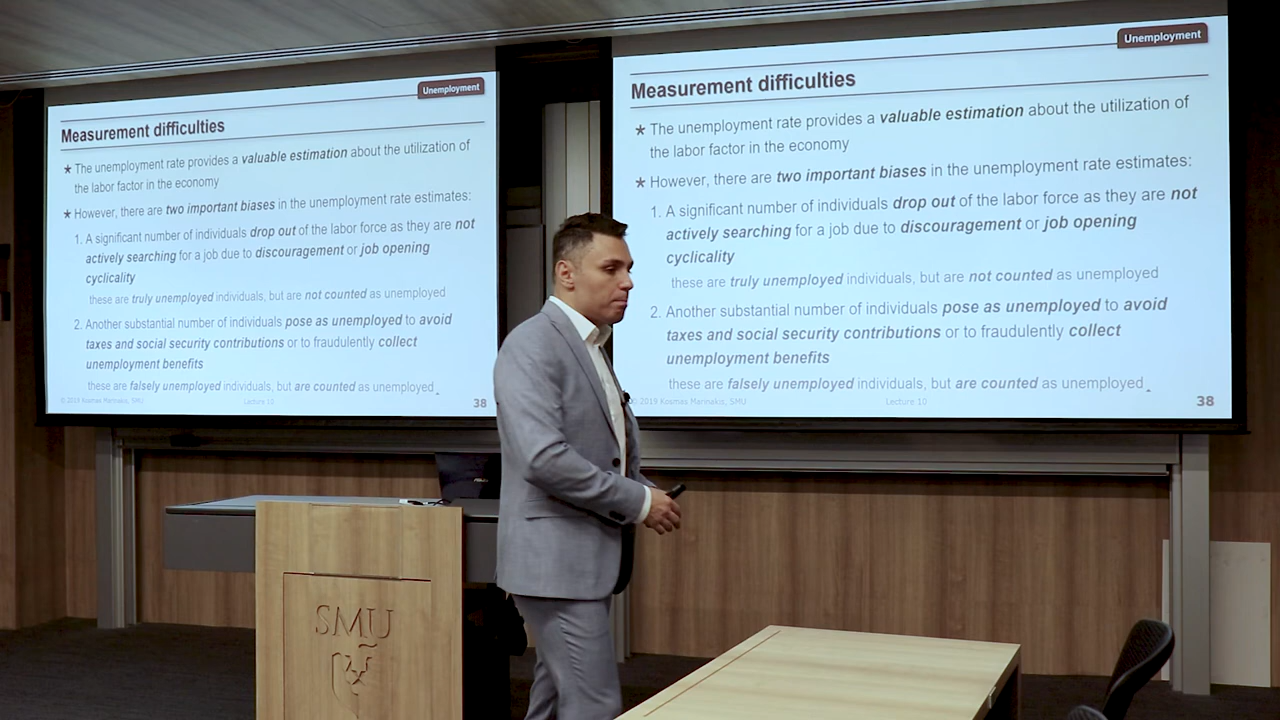 Unemployment
Measurement difficulties
★ The unemployment rate provides a valuable estimation about the utilization of
the labor factor in the economy
★ However, there are two important biases in the unemployment rate estimates:
1. A significant number of individuals drop out of the labor force as they are not
actively searching for a job due to discouragement or job opening
cyclicality
these are truly unemployed individuals, but are not counted as unemployed
2. Another substantial number of individuals pose as unemployed to avoid
taxes and social security contributions or to fraudulently collect
unemployment benefits
these are falsely unemployed individuals, but are counted as unemployed
© 2019 Kosmas Marinakis, SMU Lecture 10 38
Unemployment
Measurement difficulties
★ The unemployment rate provides a valuable estimation about the utilization of
the labor factor in the economy
★ However, there are two important biases in the unemployment rate estimates:
1. A significant number of individuals drop out of the labor force as they are not
actively searching for a job due to discouragement or job opening
cyclicality
these are truly unemployed individuals, but are not counted as unemployed
2. Another substantial number of individuals pose as unemployed to avoid
taxes and social security contributions or to fraudulently collect
unemployment benefits
these are falsely unemployed individuals, but are counted as unemployed
© 2019 Kosmas Marinakis, SMU Lecture 10 38
SMU